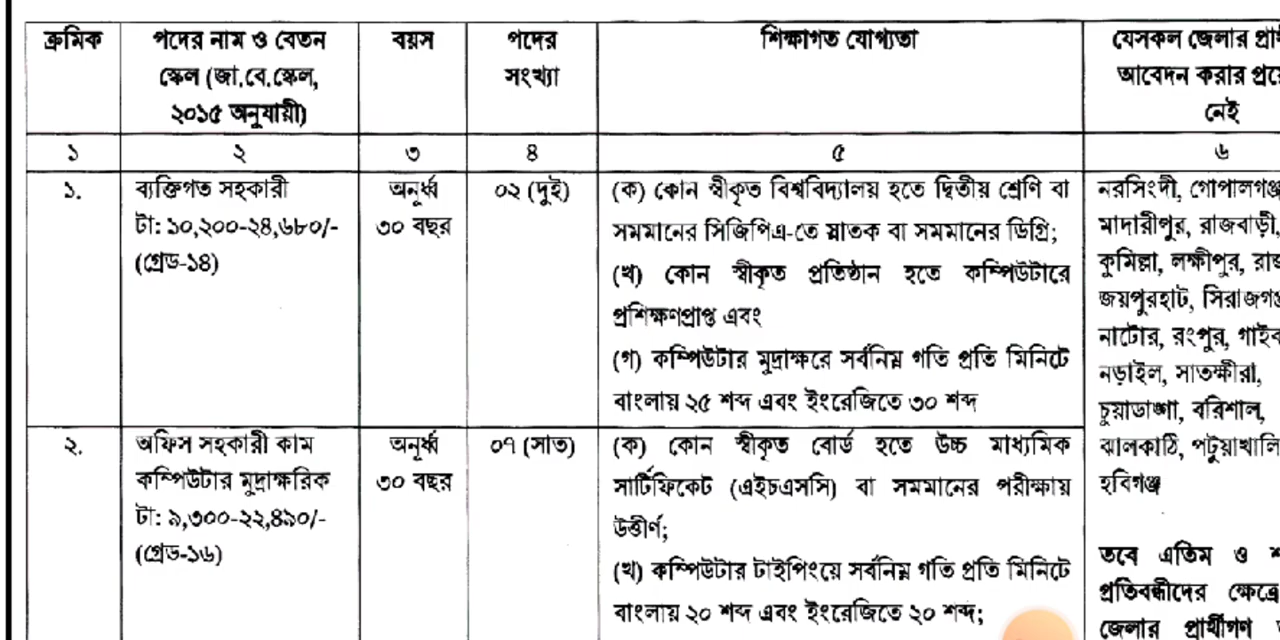 ক্রমিক
পদের নাম ও বেতন
স্কেল (জা.বে.স্কেল,
২০১৫ অনুযায়ী)
বয়স
পদের
সংখ্যা
শিক্ষাগত যোগ্যতা
যেসকল জেলার
আবেদন করার
নেই
১
২
৩
৪
৫
৬
১.
ব্যক্তিগত সহকারী
টা: ১০,২০০-২৪,৬৮০/-
(গ্রেড-১৪)
অনূর্ধ্ব
৩০ বছর
০২ (দুই)
(ক) কোন স্বীকৃত বিশ্ববিদ্যালয় হতে দ্বিতীয় শ্রেণি বা
সমমানের সিজিপিএ-তে স্নাতক বা সমমানের ডিগ্রি;
(খ) কোন স্বীকৃত প্রতিষ্ঠান হতে কম্পিউটারে
প্রশিক্ষণপ্রাপ্ত এবং
(গ) কম্পিউটার মুদ্রাক্ষরে সর্বনিম্ন গতি প্রতি মিনিটে
বাংলায় ২৫ শব্দ এবং ইংরেজিতে ৩০ শব্দ
২.
অফিস সহকারী কাম
কম্পিউটার মুদ্রাক্ষরিক
টা: ৯,৩০০-২২,৪৯০/-
(গ্রেড-১৬)
অনূর্ধ্ব
৩০ বছর
০৭ (সাত)
(ক) কোন স্বীকৃত বোর্ড হতে উচ্চ মাধ্যমিক
সার্টিফিকেট (এইচএসসি) বা সমমানের পরীক্ষায়
উত্তীর্ণ;
(খ) কম্পিউটার টাইপিংয়ে সর্বনিম্ন গতি প্রতি মিনিটে
বাংলায় ২০ শব্দ এবং ইংরেজিতে ২০ শব্দ;
নরসিংদী, গোপালগঞ্জ
মাদারীপুর, রাজবাড়ী,
কুমিল্লা, লক্ষীপুর,
জয়পুরহাট,
নাটোর, রংপুর,
নড়াইল, সাতক্ষীরা,
চুয়াডাঙ্গা, বরিশাল,
ঝালকাঠি,
হবিগঞ্জ
তবে এতিম ও
প্রতিবন্ধীদের ক্ষেত্রে
জেলার প্রার্থীগণ